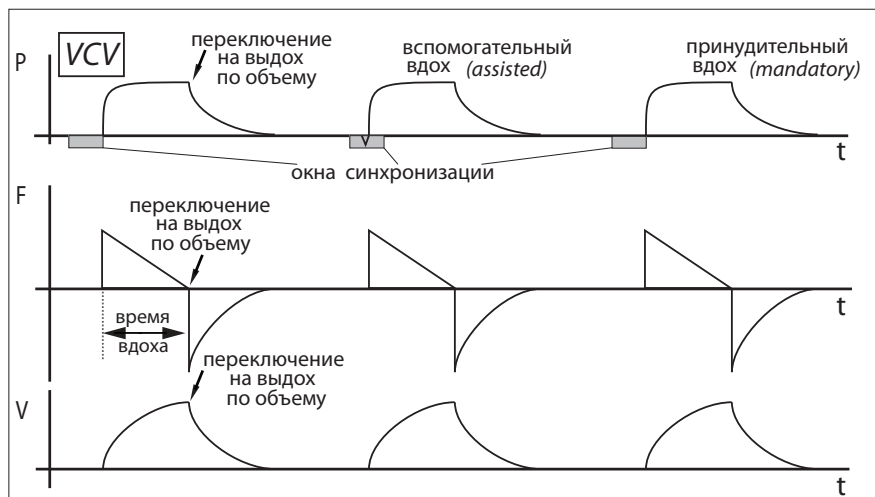 P
VCV
переключение
на выдох
по объему
вспомогательный
вдох (assisted)
принудительный
вдох (mandatory)
t
окна синхронизации
F
переключение
на выдох
по объему
t
время
вдоха
V
переключение
на выдох
по объему
t